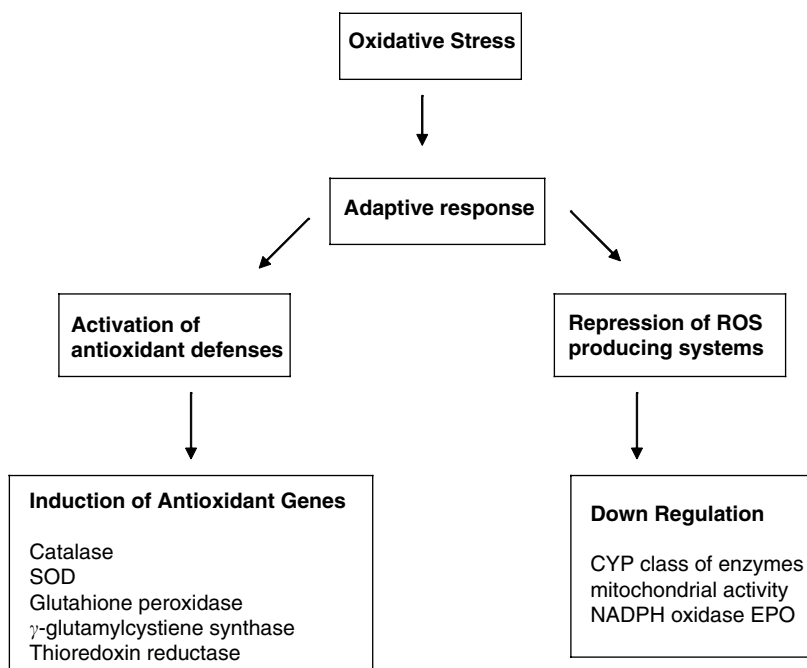 Oxidative Stress
Adaptive response
Activation of
antioxidant defenses
Repression of ROS
producing systems
Induction of Antioxidant Genes
Catalase
SOD
Glutahione peroxidase
γ-glutamylcystiene synthase
Thioredoxin reductase
Down Regulation
CYP class of enzymes
mitochondrial activity
NADPH oxidase EPO